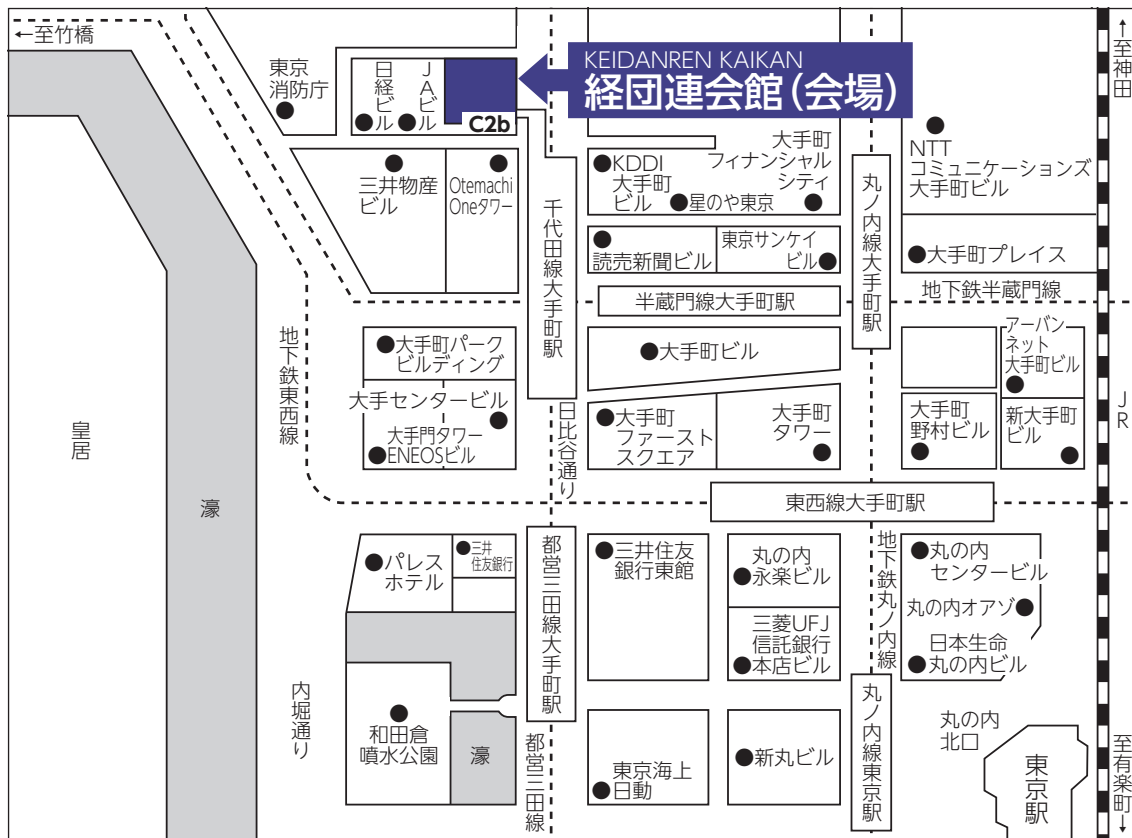 ←至竹橋
東京
消防庁
日経ビル
JAビル
C2b
KEIDANREN KAIKAN
経団連会館（会場）
↑至神田
三井物産
ビル
Otemachi
Oneタワー
千代田線大手町駅
KDDI
大手町
ビル
大手町
フィナンシャル
シティ
星のや東京
丸ノ内線大手町駅
NTT
コミュニケーションズ
大手町ビル
読売新聞ビル
東京サンケイ
ビル
大手町プレイス
半蔵門線大手町駅
地下鉄半蔵門線
地下鉄東西線
大手町パーク
ビルディング
大手センタービル
大手門タワー
ENEOSビル
日比谷通り
大手町ビル
大手町
ファースト
スクエア
大手町
タワー
アーバン
ネット
大手町ビル
大手町
野村ビル
新大手町
ビル
JR
皇居
濠
東西線大手町駅
パレス
ホテル
三井
住友銀行
都営三田線大手町駅
三井住友
銀行東館
丸の内
永楽ビル
三菱UFJ
信託銀行
本店ビル
地下鉄丸ノ内線
丸の内
センタービル
丸の内オアゾ
日本生命
丸の内ビル
内堀通り
和田倉
噴水公園
濠
都営三田線
東京海上
日動
新丸ビル
丸ノ内線東京駅
丸の内
北口
東京駅
至有楽町↓